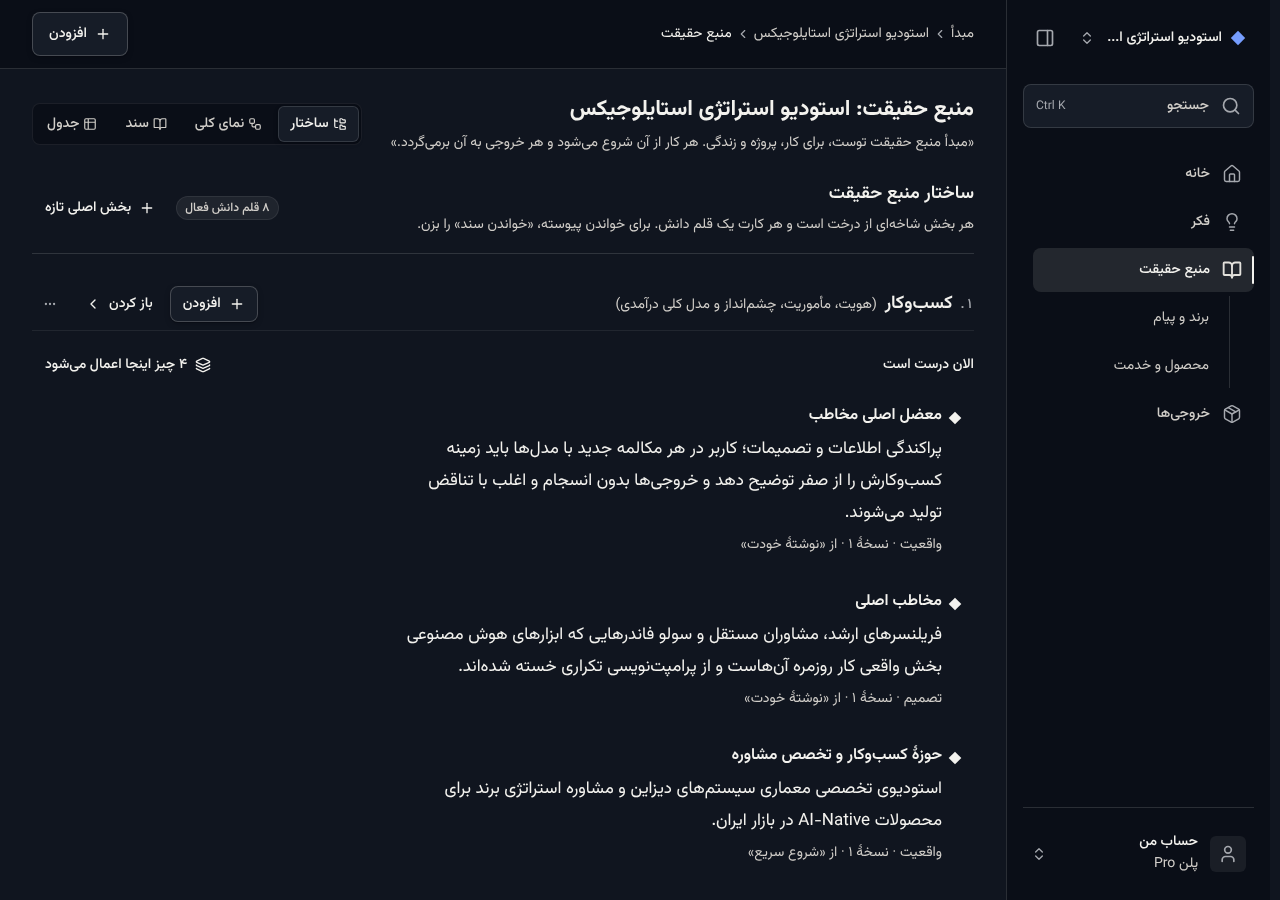 استودیو استراتژی ا...
جستجو
Ctrl K
خانه
فکر
منبع حقیقت
برند و پیام
محصول و خدمت
خروجی‌ها
حساب من
پلن Pro
مبدأ › استودیو استراتژی استایلوجیکس › منبع حقیقت
افزودن
منبع حقیقت: استودیو استراتژی استایلوجیکس
«مبدأ منبع حقیقت توست، برای کار، پروژه و زندگی. هر کار از آن شروع می‌شود و هر خروجی به آن برمی‌گردد.»
ساختار
نمای کلی
سند
جدول
ساختار منبع حقیقت
هر بخش شاخه‌ای از درخت است و هر کارت یک قلم دانش. برای خواندن پیوسته، «خواندن سند» را بزن.
۸ قلم دانش فعال
بخش اصلی تازه
۱. کسب‌وکار (هویت، مأموریت، چشم‌انداز و مدل کلی درآمدی)
افزودن
باز کردن
الان درست است
۴ چیز اینجا اعمال می‌شود
معضل اصلی مخاطب
پراکندگی اطلاعات و تصمیمات؛ کاربر در هر مکالمه جدید با مدل‌ها باید زمینه
کسب‌وکارش را از صفر توضیح دهد و خروجی‌ها بدون انسجام و اغلب با تناقض
تولید می‌شوند.
واقعیت · نسخهٔ ۱ · از «نوشتهٔ خودت»
مخاطب اصلی
فریلنسرهای ارشد، مشاوران مستقل و سولو فاندرهایی که ابزارهای هوش مصنوعی
بخش واقعی کار روزمره آن‌هاست و از پرامپت‌نویسی تکراری خسته شده‌اند.
تصمیم · نسخهٔ ۱ · از «نوشتهٔ خودت»
حوزهٔ کسب‌وکار و تخصص مشاوره
استودیوی تخصصی معماری سیستم‌های دیزاین و مشاوره استراتژی برند برای
محصولات AI-Native در بازار ایران.
واقعیت · نسخهٔ ۱ · از «شروع سریع»